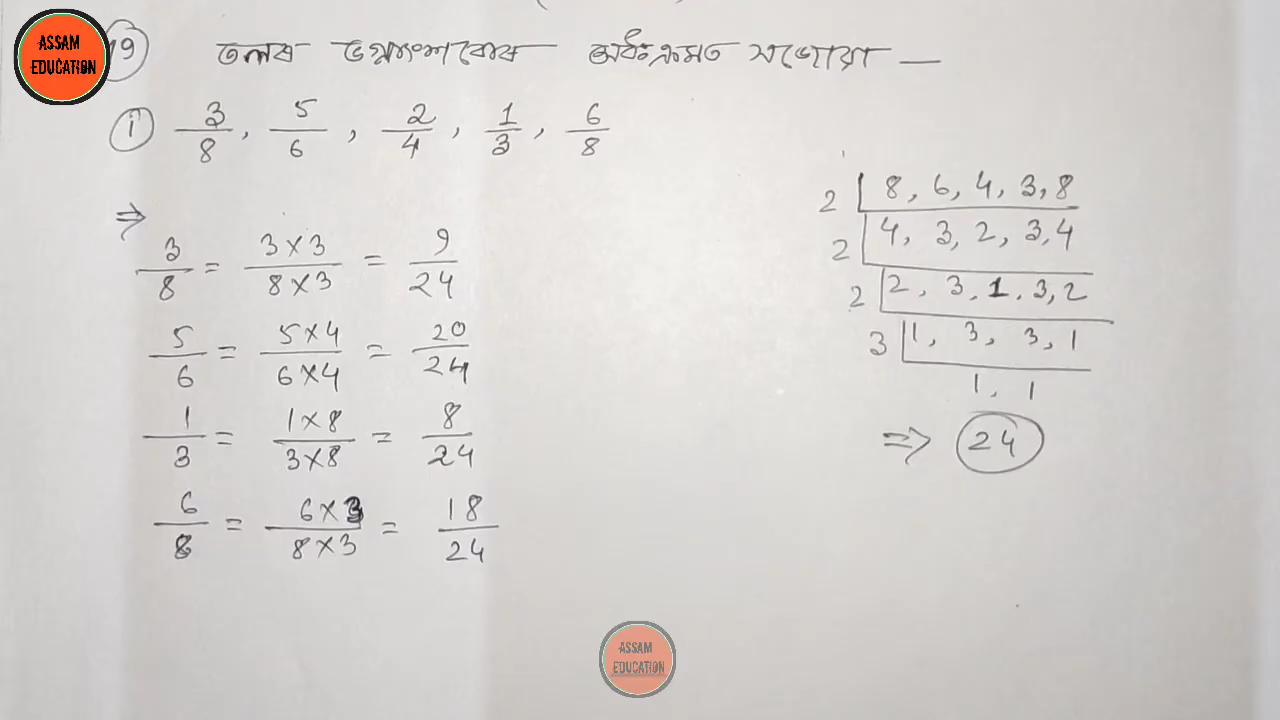 ASSAM
EDUCATION
19 তলৰ ভগ্নাংশবোৰ অধঃক্ৰমত সজোৱা —
i 3/8, 5/6, 2/4, 1/3, 6/8
⇒
3/8 = 3×3/8×3 = 9/24
5/6 = 5×4/6×4 = 20/24
1/3 = 1×8/3×8 = 8/24
6/8 = 6×3/8×3 = 18/24
2 | 8, 6, 4, 3, 8
2 | 4, 3, 2, 3, 4
2 | 2, 3, 1, 3, 2
3 | 1, 3, 3, 1
1, 1
⇒ 24
ASSAM
EDUCATION